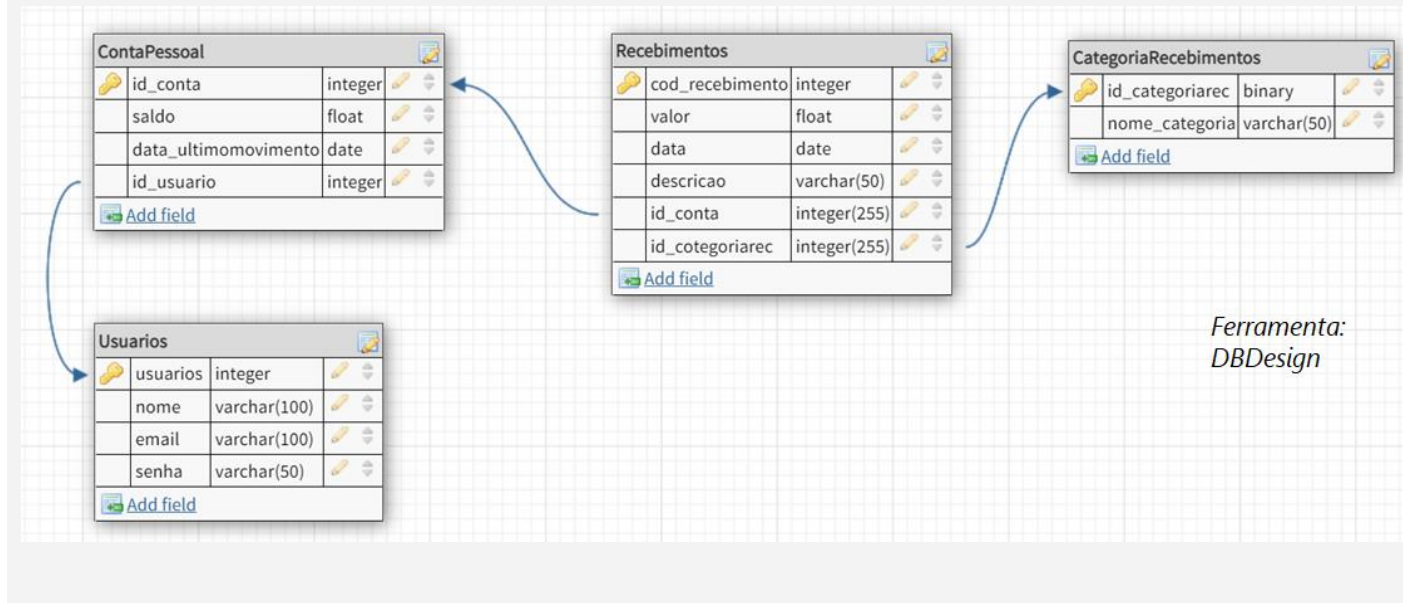 ContaPessoal
id_conta integer
saldo float
data_ultimomovimento date
id_usuario integer
Add field
Recebimentos
cod_recebimento integer
valor float
data date
descricao varchar(50)
id_conta integer(255)
id_cotegoriarec integer(255)
Add field
CategoriaRecebimentos
id_categoriarec binary
nome_categoria varchar(50)
Add field
Usuarios
usuarios integer
nome varchar(100)
email varchar(100)
senha varchar(50)
Add field
Ferramenta:
DBDesign